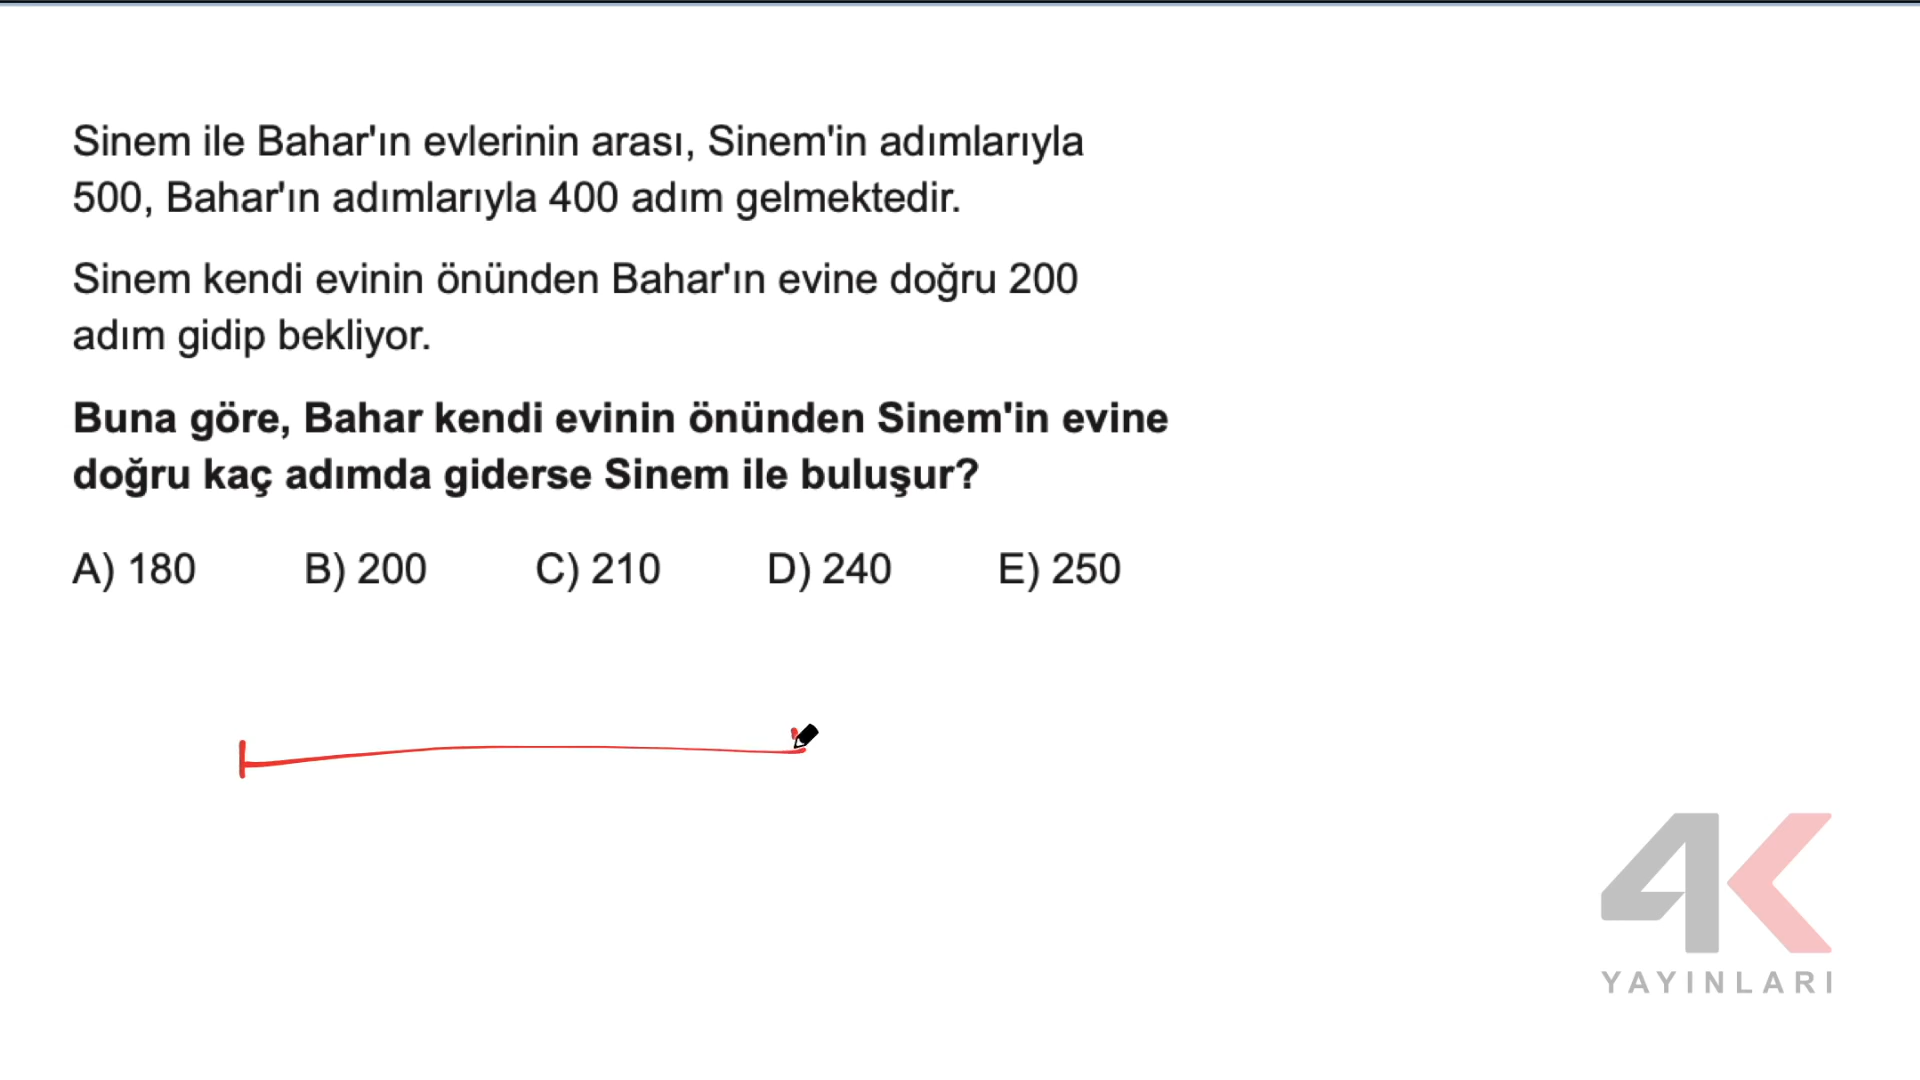 Sinem ile Bahar'ın evlerinin arası, Sinem'in adımlarıyla
500, Bahar'ın adımlarıyla 400 adım gelmektedir.
Sinem kendi evinin önünden Bahar'ın evine doğru 200
adım gidip bekliyor.
Buna göre, Bahar kendi evinin önünden Sinem'in evine
doğru kaç adımda giderse Sinem ile buluşur?
A) 180 B) 200 C) 210 D) 240 E) 250
4K
YAYINLARI